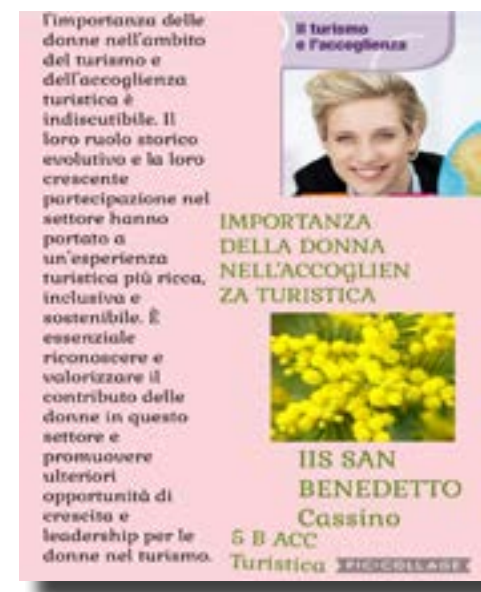 l'importanza delle
donne nell'ambito
del turismo e
dell'accoglienza
turistica è
indiscutibile. Il
loro ruolo storico
evolutivo e la loro
crescente
partecipazione nel
settore hanno
portato a
un'esperienza
turistica più ricca,
inclusiva e
sostenibile. È
essenziale
riconoscere e
valorizzare il
contributo delle
donne in questo
settore e
promuovere
ulteriori
opportunità di
crescita e
leadership per le
donne nel turismo.
Il turismo
e l'accoglienza
IMPORTANZA
DELLA DONNA
NELL'ACCOGLIEN
ZA TURISTICA
IIS SAN
BENEDETTO
Cassino
5 B ACC
Turistica
PIC•COLLAGE